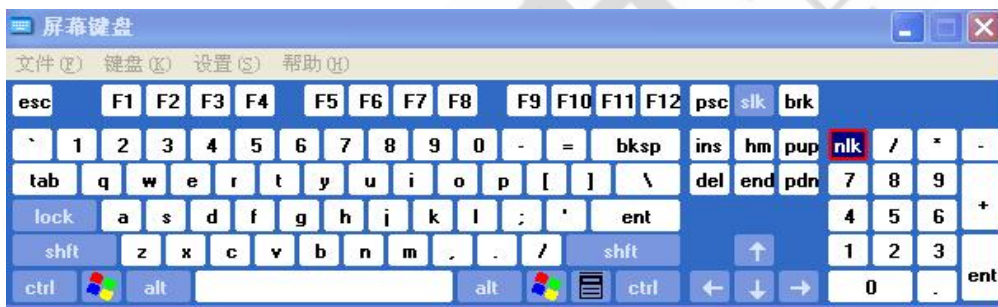 屏幕键盘
文件(F) 键盘(K) 设置(S) 帮助(H)
esc F1 F2 F3 F4 F5 F6 F7 F8 F9 F10 F11 F12 psc slk brk
` 1 2 3 4 5 6 7 8 9 0 - = bksp ins hm pup nlk / * -
tab q w e r t y u i o p [ ] \ del end pdn 7 8 9 +
lock a s d f g h j k l ; ' ent 4 5 6
shft z x c v b n m , . / shft ↑ 1 2 3 ent
ctrl alt alt ctrl ← ↓ → 0 .